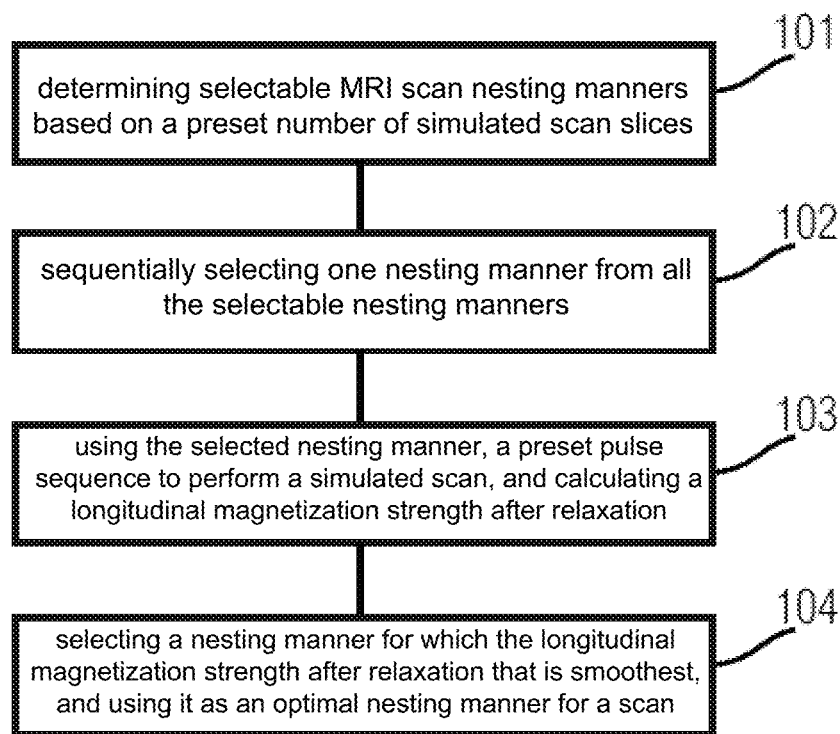 101
determining selectable MRI scan nesting manners
based on a preset number of simulated scan slices
102
sequentially selecting one nesting manner from all
the selectable nesting manners
103
using the selected nesting manner, a preset pulse
sequence to perform a simulated scan, and calculating a
longitudinal magnetization strength after relaxation
104
selecting a nesting manner for which the longitudinal
magnetization strength after relaxation that is smoothest,
and using it as an optimal nesting manner for a scan